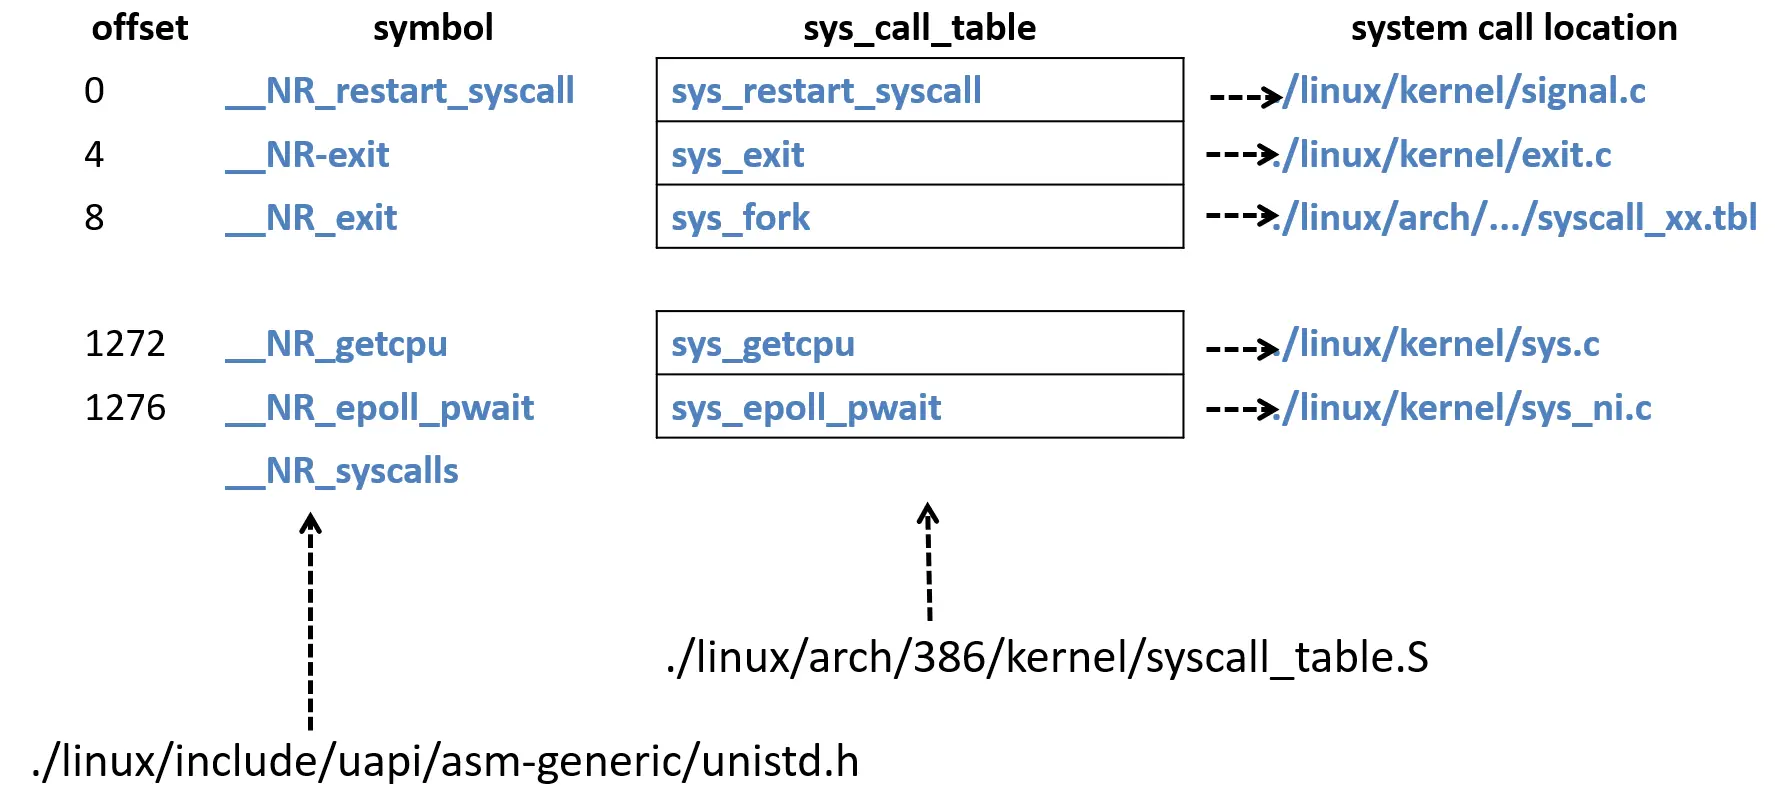 offset symbol sys_call_table system call location
0 __NR_restart_syscall sys_restart_syscall ./linux/kernel/signal.c
4 __NR-exit sys_exit ./linux/kernel/exit.c
8 __NR_exit sys_fork ./linux/arch/.../syscall_xx.tbl
1272 __NR_getcpu sys_getcpu ./linux/kernel/sys.c
1276 __NR_epoll_pwait sys_epoll_pwait ./linux/kernel/sys_ni.c
__NR_syscalls
./linux/arch/386/kernel/syscall_table.S
./linux/include/uapi/asm-generic/unistd.h